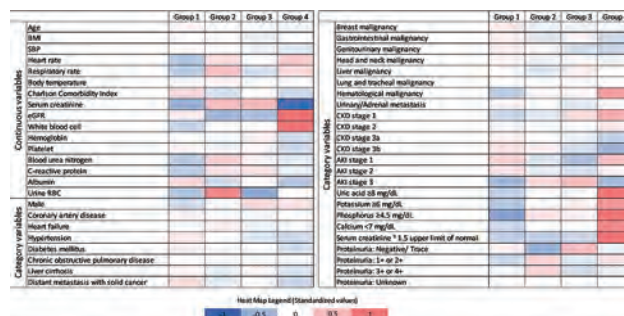 Group 1 Group 2 Group 3 Group 4
Continuous variables
Age
BMI
SBP
Heart rate
Respiratory rate
Body temperature
Charlson Comorbidity Index
Serum creatinine
eGFR
White blood cell
Hemoglobin
Platelet
Blood urea nitrogen
C-reactive protein
Albumin
Urine RBC
Category variables
Male
Coronary artery disease
Heart failure
Hypertension
Diabetes mellitus
Chronic obstructive pulmonary disease
Liver cirrhosis
Distant metastasis with solid cancer
Group 1 Group 2 Group 3 Group
Category variables
Breast malignancy
Gastrointestinal malignancy
Genitourinary malignancy
Head and neck malignancy
Liver malignancy
Lung and tracheal malignancy
Hematological malignancy
Urinary/Adrenal metastasis
CKD stage 1
CKD stage 2
CKD stage 3a
CKD stage 3b
AKI stage 1
AKI stage 2
AKI stage 3
Uric acid ≥8 mg/dL
Potassium ≥6 mg/dL
Phosphorus ≥4.5 mg/dL
Calcium <7 mg/dL
Serum creatinine 1.5 upper limit of normal
Proteinuria: Negative/ Trace
Proteinuria: 1+ or 2+
Proteinuria: 3+ or 4+
Proteinuria: Unknown
Heat Map Legend (Standardized values)
-1 -0.5 0 0.5 1